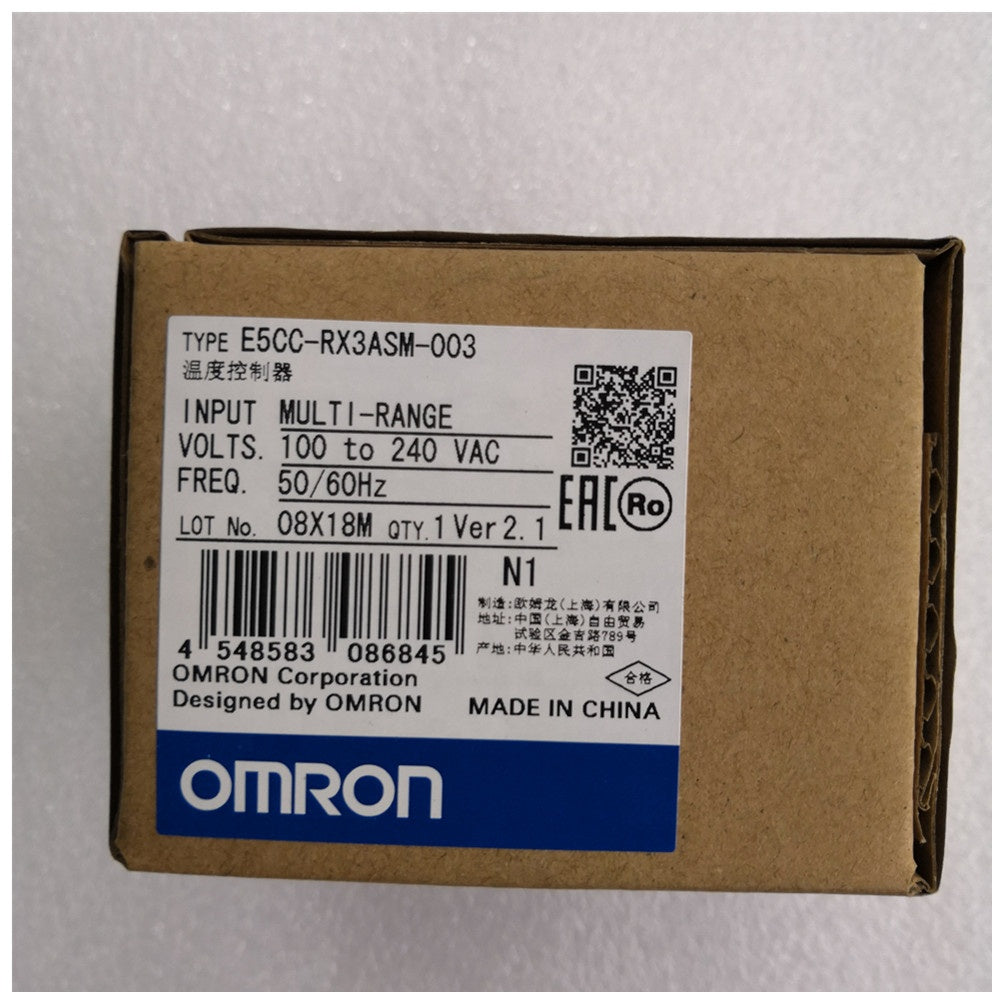 TYPE E5CC-RX3ASM-003
温度控制器
INPUT MULTI-RANGE
VOLTS. 100 to 240 VAC
FREQ. 50/60Hz
LOT No. 08X18M QTY.1 Ver 2.1
EAC Ro
N1
制造:欧姆龙(上海)有限公司
地址:中国(上海)自由贸易
试验区金吉路789号
产地:中华人民共和国
4 548583 086845
OMRON Corporation
Designed by OMRON
合格
MADE IN CHINA
OMRON